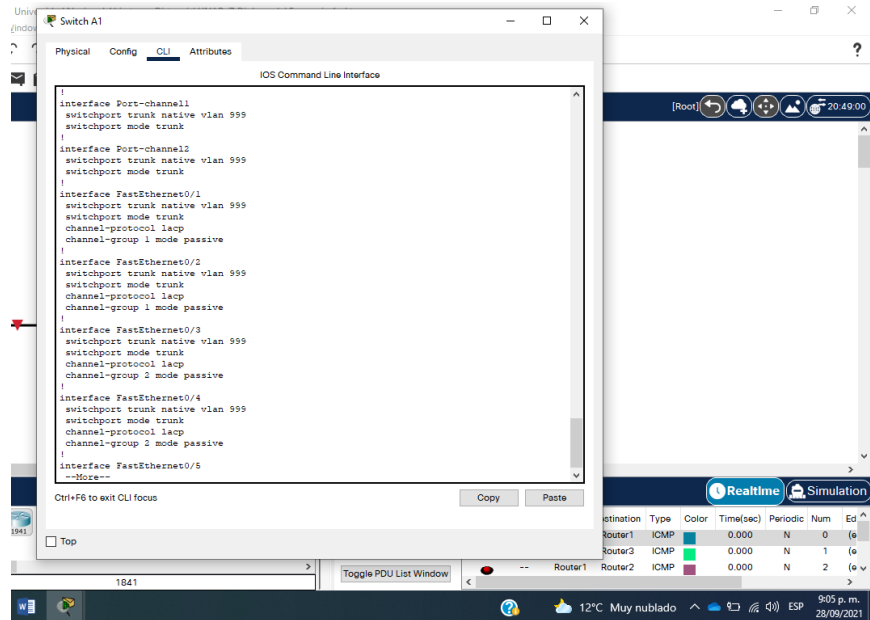 Unive
Switch A1
/indow
Physical Config CLI Attributes
?
IOS Command Line Interface
!
interface Port-channel1
switchport trunk native vlan 999
switchport mode trunk
!
interface Port-channel2
switchport trunk native vlan 999
switchport mode trunk
!
interface FastEthernet0/1
switchport trunk native vlan 999
switchport mode trunk
channel-protocol lacp
channel-group 1 mode passive
!
interface FastEthernet0/2
switchport trunk native vlan 999
switchport mode trunk
channel-protocol lacp
channel-group 1 mode passive
!
interface FastEthernet0/3
switchport trunk native vlan 999
switchport mode trunk
channel-protocol lacp
channel-group 2 mode passive
!
interface FastEthernet0/4
switchport trunk native vlan 999
switchport mode trunk
channel-protocol lacp
channel-group 2 mode passive
!
interface FastEthernet0/5
--More--
[Root] 20:49:00
Ctrl+F6 to exit CLI focus
Copy Paste
Top
Realtime Simulation
1941
stination Type Color Time(sec) Periodic Num Ed
Router1 ICMP 0.000 N 0 (e
Router3 ICMP 0.000 N 1 (e
-- Router1 Router2 ICMP 0.000 N 2 (e
1841
Toggle PDU List Window
12°C Muy nublado ESP
9:05 p. m.
28/09/2021